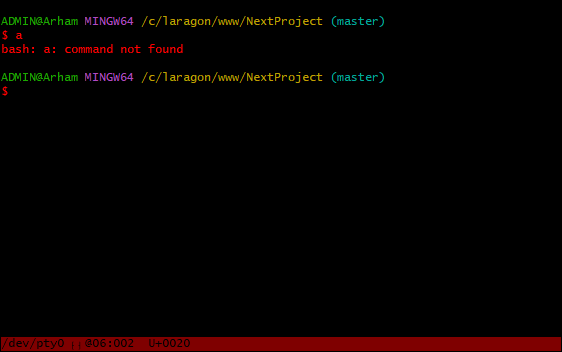 ADMIN@Arham MINGW64 /c/laragon/www/NextProject (master)
$ a
bash: a: command not found
ADMIN@Arham MINGW64 /c/laragon/www/NextProject (master)
$
/dev/pty0 @06:002 U+0020